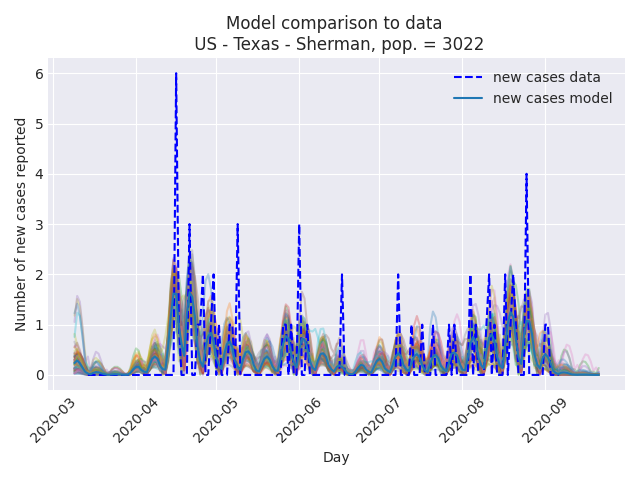 Model comparison to data
US - Texas - Sherman, pop. = 3022
new cases data
new cases model
Number of new cases reported
6
5
4
3
2
1
0
2020-03
2020-04
2020-05
2020-06
2020-07
2020-08
2020-09
Day